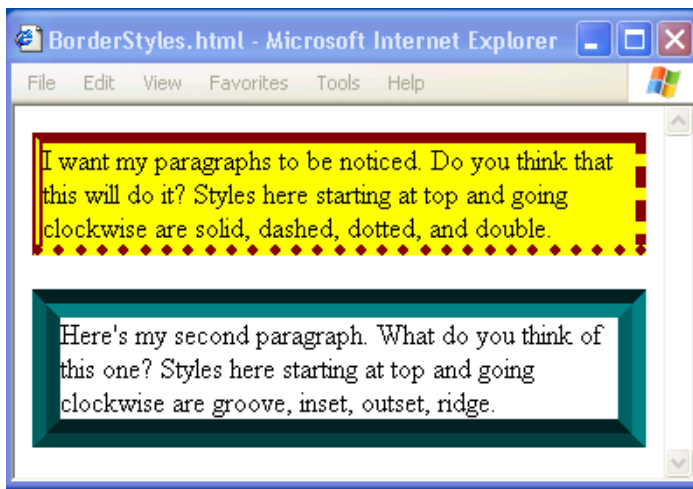 BorderStyles.html - Microsoft Internet Explorer
File Edit View Favorites Tools Help
I want my paragraphs to be noticed. Do you think that
this will do it? Styles here starting at top and going
clockwise are solid, dashed, dotted, and double.
Here's my second paragraph. What do you think of
this one? Styles here starting at top and going
clockwise are groove, inset, outset, ridge.